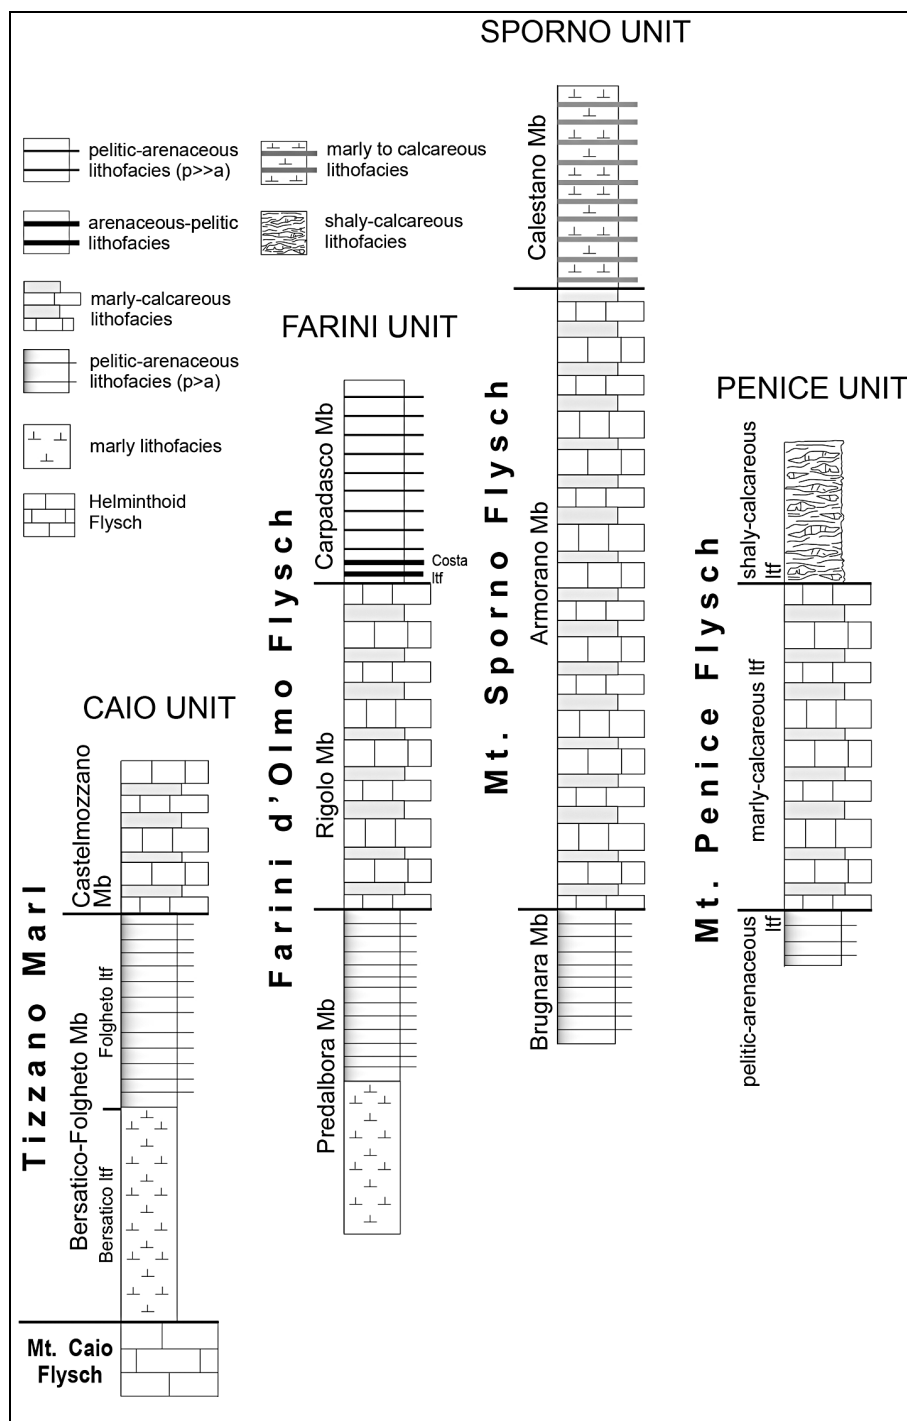 SPORNO UNIT
pelitic-arenaceous
lithofacies (p>>a)
marly to calcareous
lithofacies
arenaceous-pelitic
lithofacies
shaly-calcareous
lithofacies
marly-calcareous
lithofacies
pelitic-arenaceous
lithofacies (p>a)
marly lithofacies
Helminthoid
Flysch
CAIO UNIT
Tizzano Marl
Castelmozzano
Mb
Bersatico-Folgheto Mb
Folgheto ltf
Bersatico ltf
Mt. Caio
Flysch
FARINI UNIT
Farini d'Olmo Flysch
Carpadasco Mb
Costa
ltf
Rigolo Mb
Predalbora Mb
Mt. Sporno Flysch
Calestano Mb
Armorano Mb
Brugnara Mb
PENICE UNIT
Mt. Penice Flysch
shaly-calcareous
ltf
marly-calcareous ltf
pelitic-arenaceous
ltf